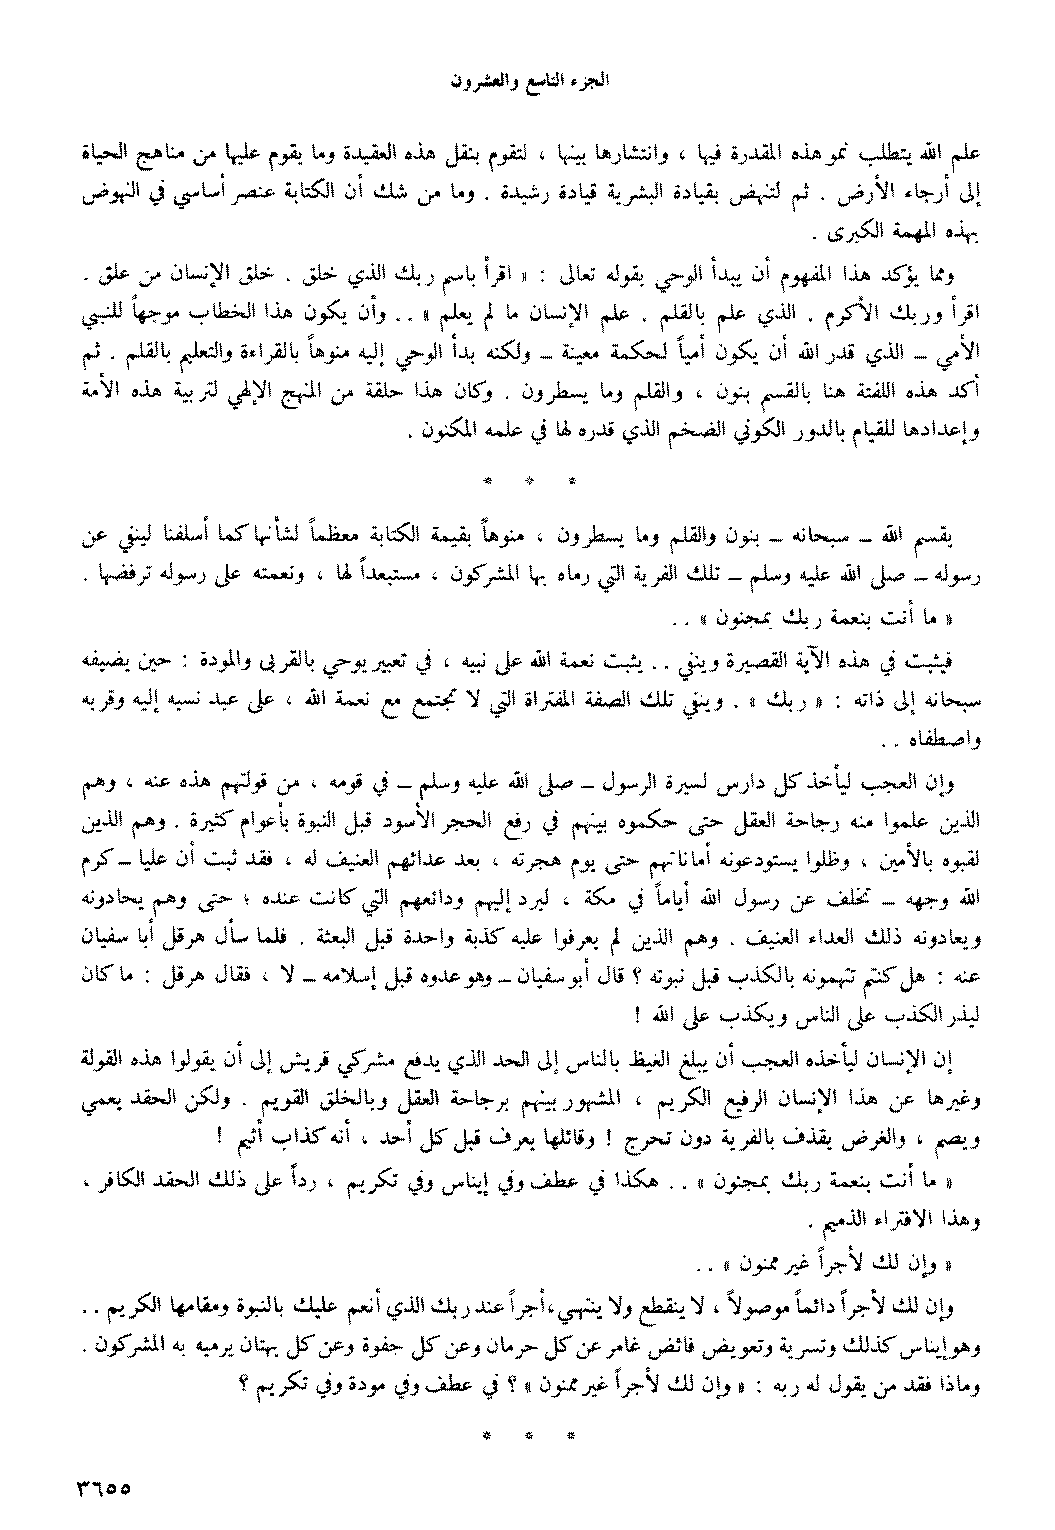 الجزء التاسع والعشرون
علم الله يتطلب نمو هذه المقدرة فيها ، وانتشارها بينها ، لتقوم بنقل هذه العقيدة وما يقوم عليها من مناهج الحياة
إلى أرجاء الأرض . ثم لتنهض بقيادة البشرية قيادة رشيدة . وما من شك أن الكتابة عنصر أساسي في النهوض
بهذه المهمة الكبرى .
ومما يؤكد هذا المفهوم أن يبدأ الوحي بقوله تعالى : « اقرأ باسم ربك الذي خلق . خلق الإنسان من علق .
اقرأ وربك الأكرم . الذي علم بالقلم . علم الإنسان ما لم يعلم » .. وأن يكون هذا الخطاب موجهاً للنبي
الأمي – الذي قدر الله أن يكون أمياً لحكمة معينة – ولكنه بدأ الوحي إليه منوهاً بالقراءة والتعليم بالقلم . ثم
أكد هذه اللفتة هنا بالقسم بنون ، والقلم وما يسطرون . وكان هذا حلقة من المنهج الإلهي لتربية هذه الأمة
وإعدادها للقيام بالدور الكوني الضخم الذي قدره لها في علمه المكنون .
* * *
يقسم الله – سبحانه – بنون والقلم وما يسطرون ، منوهاً بقيمة الكتابة معظماً لشأنها كما أسلفنا لينفي عن
رسوله – صلى الله عليه وسلم – تلك الفرية التي رماه بها المشركون ، مستبعداً لها ، ونعمته على رسوله ترفضها .
« ما أنت بنعمة ربك بمجنون » ..
فيثبت في هذه الآية القصيرة وينفي .. يثبت نعمة الله على نبيه ، في تعبير يوحي بالقربى والمودة : حين يضيفه
سبحانه إلى ذاته : « ربك » . وينفي تلك الصفة المفتراة التي لا تجتمع مع نعمة الله ، على عبد نسبه إليه وقربه
واصطفاه ..
وإن العجب ليأخذ كل دارس لسيرة الرسول – صلى الله عليه وسلم – في قومه ، من قولتهم هذه عنه ، وهم
الذين علموا منه رجاحة العقل حتى حكموه بينهم في رفع الحجر الأسود قبل النبوة بأعوام كثيرة . وهم الذين
لقبوه بالأمين ، وظلوا يستودعونه أماناتهم حتى يوم هجرته ، بعد عدائهم العنيف له ، فقد ثبت أن عليا – كرم
الله وجهه – تخلف عن رسول الله أياماً في مكة ، ليرد إليهم ودائعهم التي كانت عنده ؛ حتى وهم يحادونه
ويعادونه ذلك العداء العنيف . وهم الذين لم يعرفوا عليه كذبة واحدة قبل البعثة . فلما سأل هرقل أبا سفيان
عنه : هل كنتم تتهمونه بالكذب قبل نبوته ؟ قال أبو سفيان – وهو عدوه قبل إسلامه – لا ، فقال هرقل : ما كان
ليذر الكذب على الناس ويكذب على الله !
إن الإنسان ليأخذه العجب أن يبلغ الغيظ بالناس إلى الحد الذي يدفع مشركي قريش إلى أن يقولوا هذه القولة
وغيرها عن هذا الإنسان الرفيع الكريم ، المشهور بينهم برجاحة العقل وبالخلق القويم . ولكن الحقد يعمي
ويصم ، والغرض يقذف بالفرية دون تحرج ! وقائلها يعرف قبل كل أحد ، أنه كذاب أثيم !
« ما أنت بنعمة ربك بمجنون » .. هكذا في عطف وفي إيناس وفي تكريم ، رداً على ذلك الحقد الكافر ،
وهذا الافتراء الذميم .
« وإن لك لأجراً غير ممنون » ..
وإن لك لأجراً دائماً موصولاً ، لا ينقطع ولا ينتهي، أجراً عند ربك الذي أنعم عليك بالنبوة ومقامها الكريم ..
وهو إيناس كذلك وتسرية وتعويض فائض غامر عن كل حرمان وعن كل جفوة وعن كل بهتان يرميه به المشركون .
وماذا فقد من يقول له ربه : « وإن لك لأجراً غير ممنون » ؟ في عطف وفي مودة وفي تكريم ؟
* * *
٣٦٥٥